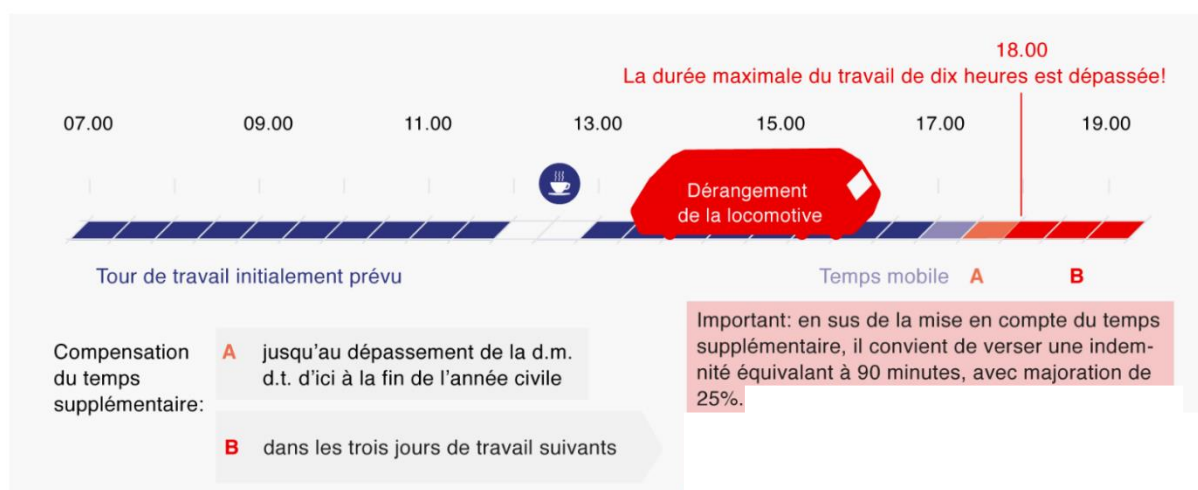 18.00
La durée maximale du travail de dix heures est dépassée!
07.00 09.00 11.00 13.00 15.00 17.00 19.00
Dérangement
de la locomotive
Tour de travail initialement prévu
Temps mobile A B
Compensation
du temps
supplémentaire:
A jusqu’au dépassement de la d.m.
d.t. d’ici à la fin de l’année civile
B dans les trois jours de travail suivants
Important: en sus de la mise en compte du temps
supplémentaire, il convient de verser une indem-
nité équivalant à 90 minutes, avec majoration de
25%.